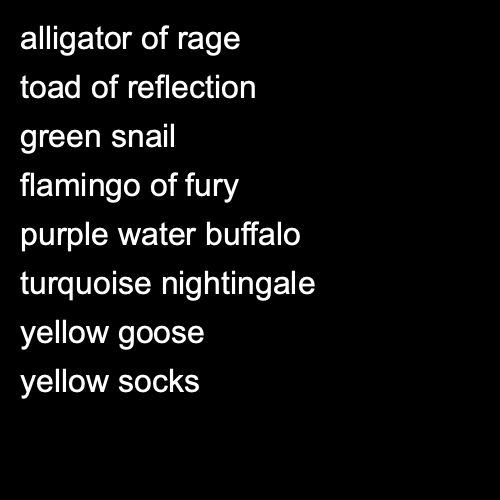 alligator of rage
toad of reflection
green snail
flamingo of fury
purple water buffalo
turquoise nightingale
yellow goose
yellow socks